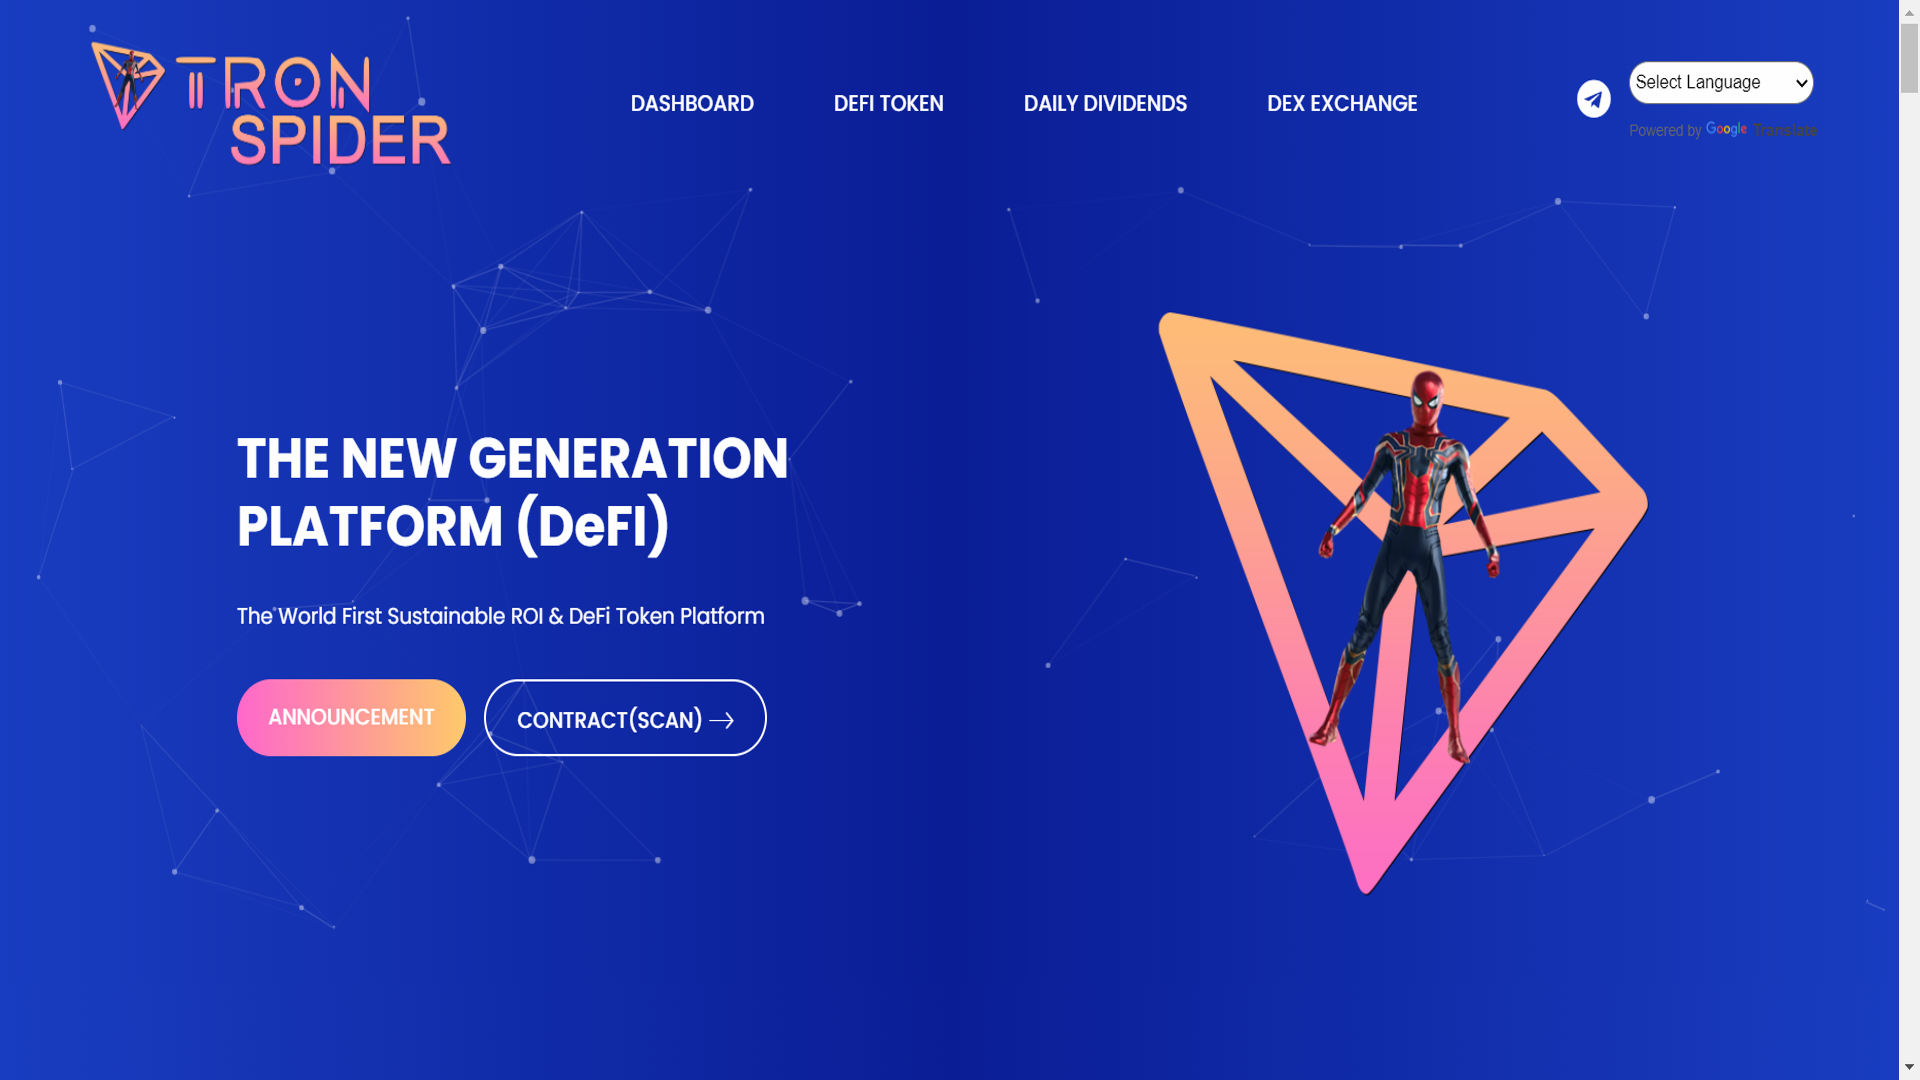 TRON
SPIDER
DASHBOARD
DEFI TOKEN
DAILY DIVIDENDS
DEX EXCHANGE
Select Language
Powered by Google Translate
THE NEW GENERATION
PLATFORM (DeFI)
The World First Sustainable ROI & DeFi Token Platform
ANNOUNCEMENT
CONTRACT(SCAN) →